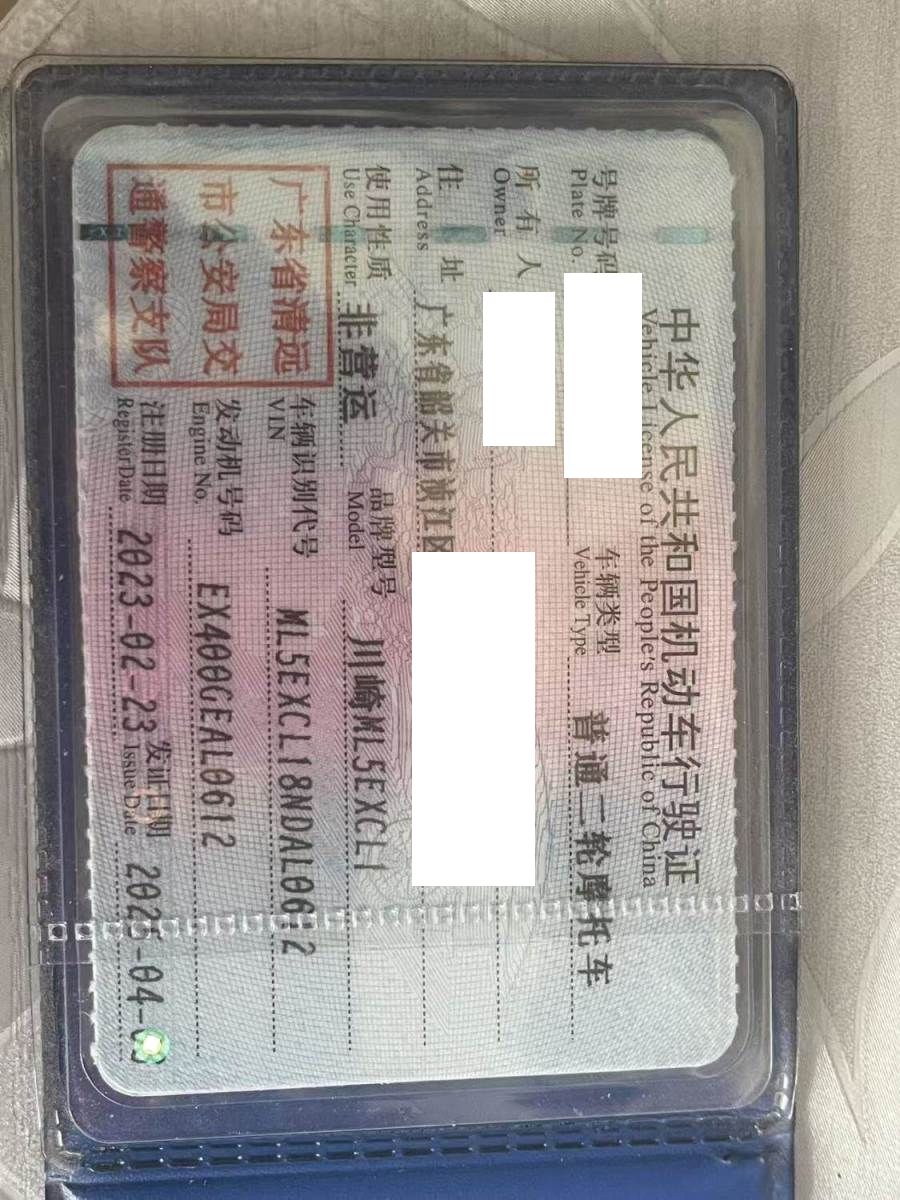 中华人民共和国机动车行驶证
Vehicle License of the People's Republic of China
号牌号码
Plate No.
车辆类型 普通二轮摩托车
Vehicle Type
所有人
Owner
住址 广东省韶关市浈江区
Address
使用性质 非营运
Use Character
品牌型号 川崎ML5EXCL1
Model
车辆识别代号 ML5EXCL18NDAL0612
VIN
发动机号码 EX400GEAL0612
Engine No.
注册日期 2023-02-23
Register Date
发证日期 2025-04-
Issue Date
广东省清远
市公安局交
通警察支队